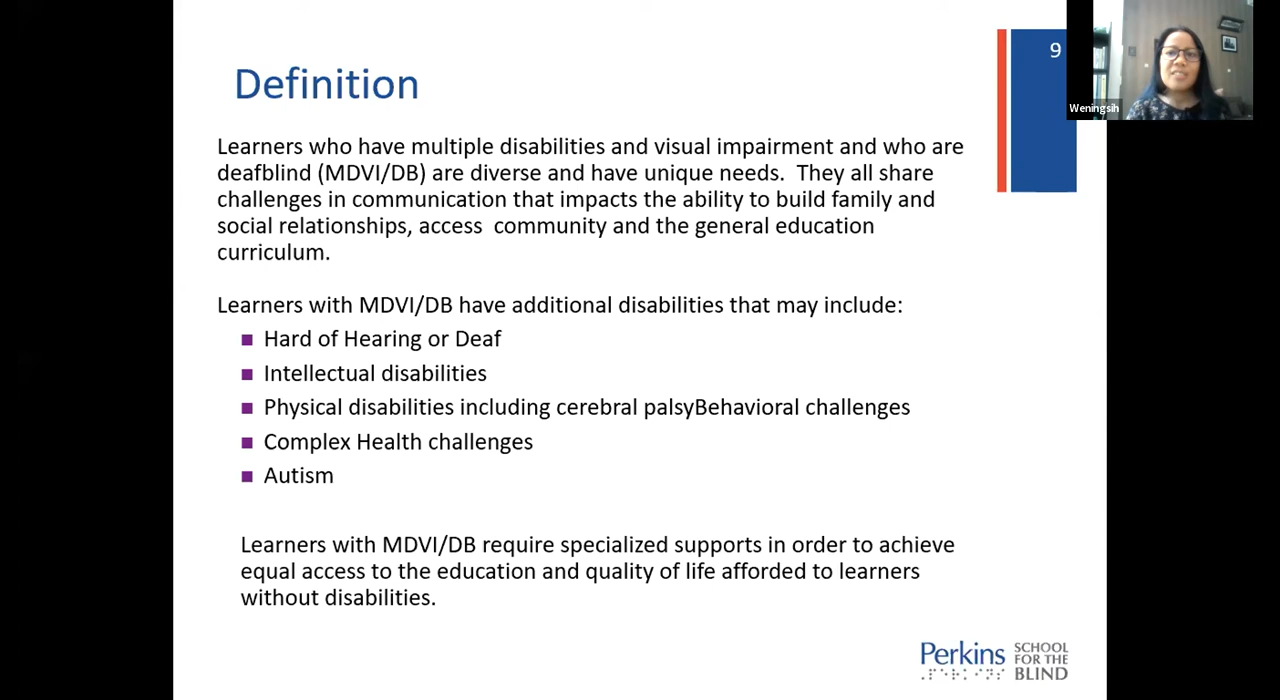 Definition
9
Weningsih
Learners who have multiple disabilities and visual impairment and who are
deafblind (MDVI/DB) are diverse and have unique needs.  They all share
challenges in communication that impacts the ability to build family and
social relationships, access  community and the general education
curriculum.
Learners with MDVI/DB have additional disabilities that may include:
Hard of Hearing or Deaf
Intellectual disabilities
Physical disabilities including cerebral palsyBehavioral challenges
Complex Health challenges
Autism
Learners with MDVI/DB require specialized supports in order to achieve
equal access to the education and quality of life afforded to learners
without disabilities.
Perkins
SCHOOL
FOR THE
BLIND